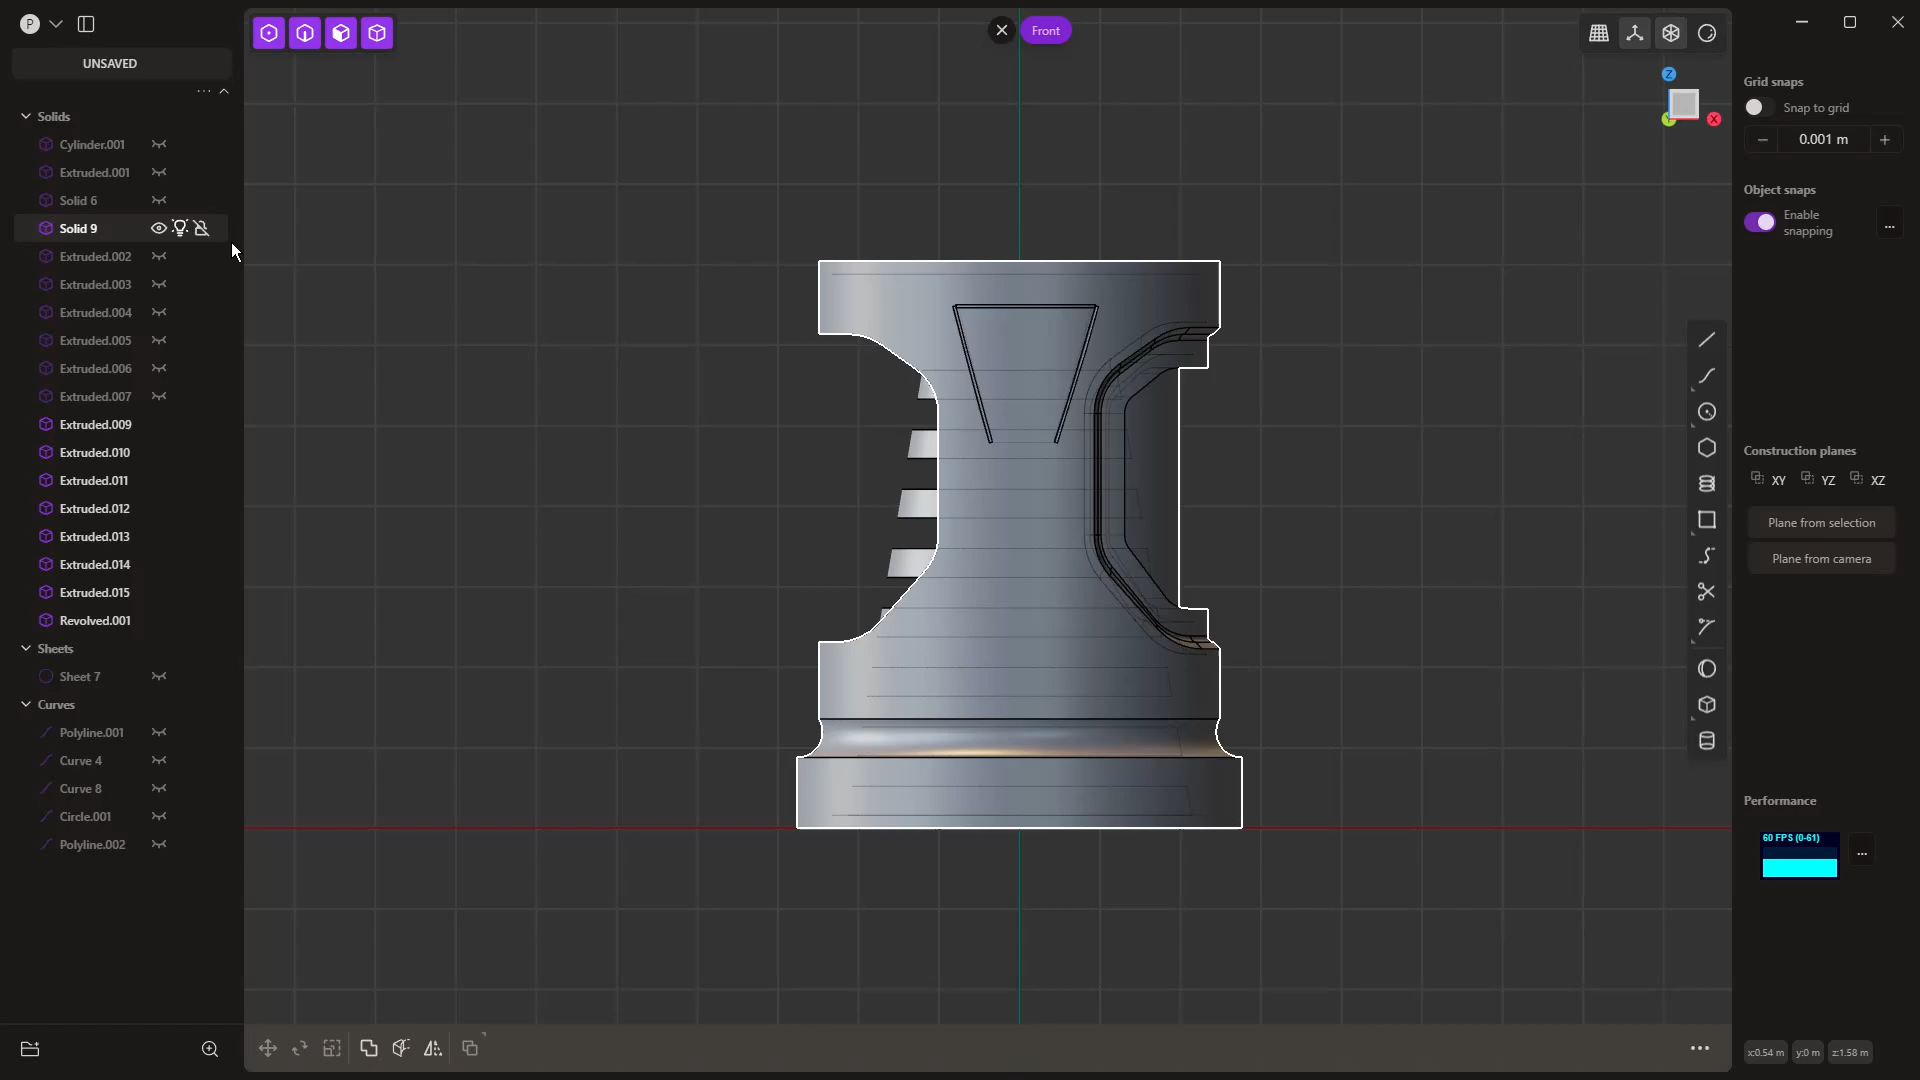 P
UNSAVED
Front
...
Solids
Cylinder.001
Extruded.001
Solid 6
Solid 9
Extruded.002
Extruded.003
Extruded.004
Extruded.005
Extruded.006
Extruded.007
Extruded.009
Extruded.010
Extruded.011
Extruded.012
Extruded.013
Extruded.014
Extruded.015
Revolved.001
Sheets
Sheet 7
Curves
Polyline.001
Curve 4
Curve 8
Circle.001
Polyline.002
Z
X
Grid snaps
Snap to grid
0.001 m
Object snaps
Enable
snapping
...
Construction planes
XY YZ XZ
Plane from selection
Plane from camera
Performance
60 FPS (0-61)
...
x:0.54 m y:0 m z:1.58 m